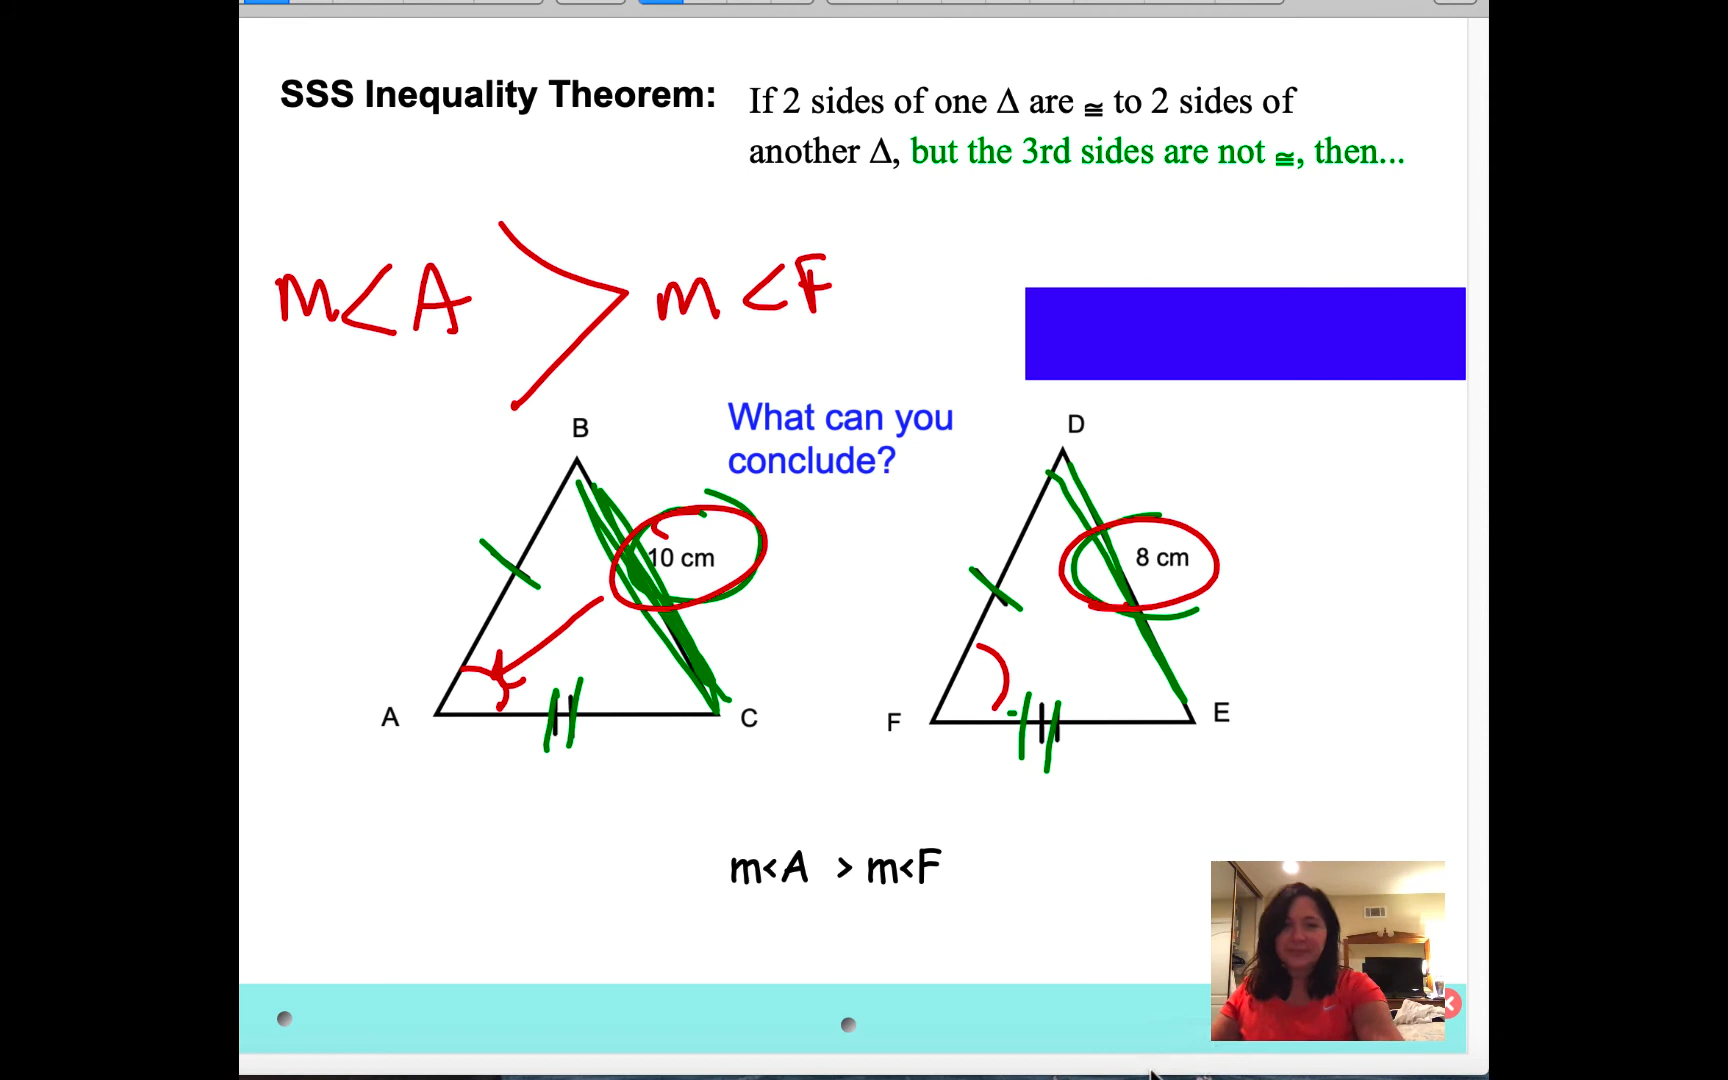 SSS Inequality Theorem: If 2 sides of one Δ are ≅ to 2 sides of
another Δ, but the 3rd sides are not ≅, then...
m<A > m<F
What can you
conclude?
B
D
10 cm
8 cm
A
C
F
E
m<A > m<F